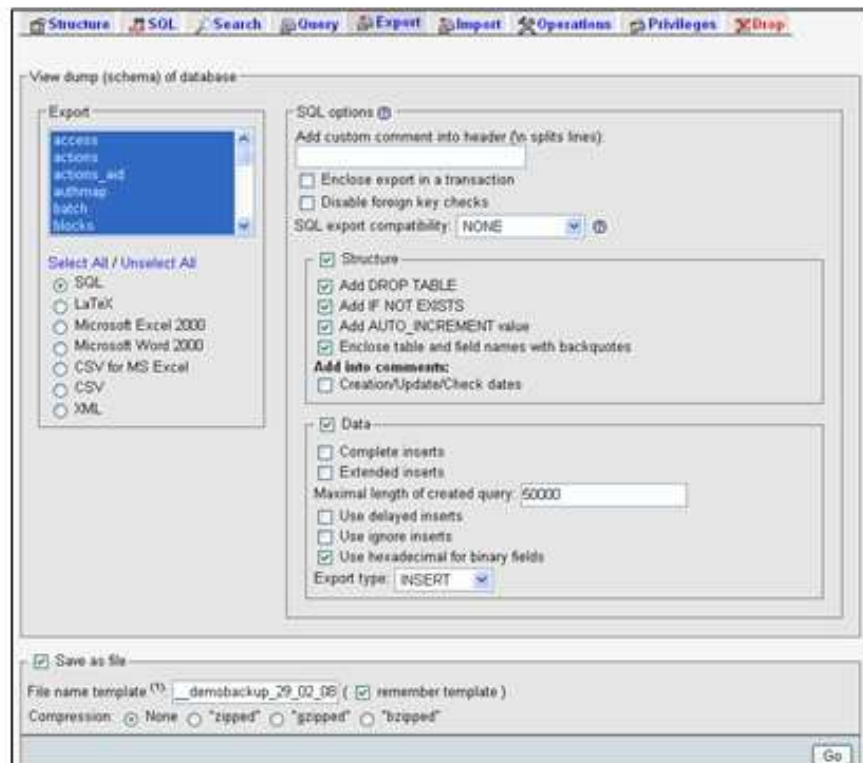 Structure SQL Search Query Export Import Operations Privileges Drop
View dump (schema) of database
Export
access
actions
actions_aid
authmap
batch
blocks
Select All / Unselect All
SQL
LaTeX
Microsoft Excel 2000
Microsoft Word 2000
CSV for MS Excel
CSV
XML
SQL options
Add custom comment into header (\n splits lines):
Enclose export in a transaction
Disable foreign key checks
SQL export compatibility: NONE
Structure
Add DROP TABLE
Add IF NOT EXISTS
Add AUTO_INCREMENT value
Enclose table and field names with backquotes
Add into comments:
Creation/Update/Check dates
Data
Complete inserts
Extended inserts
Maximal length of created query: 50000
Use delayed inserts
Use ignore inserts
Use hexadecimal for binary fields
Export type: INSERT
Save as file
File name template (1): __demobackup_29_02_08 ( remember template )
Compression: None "zipped" "gzipped" "bzipped"
Go